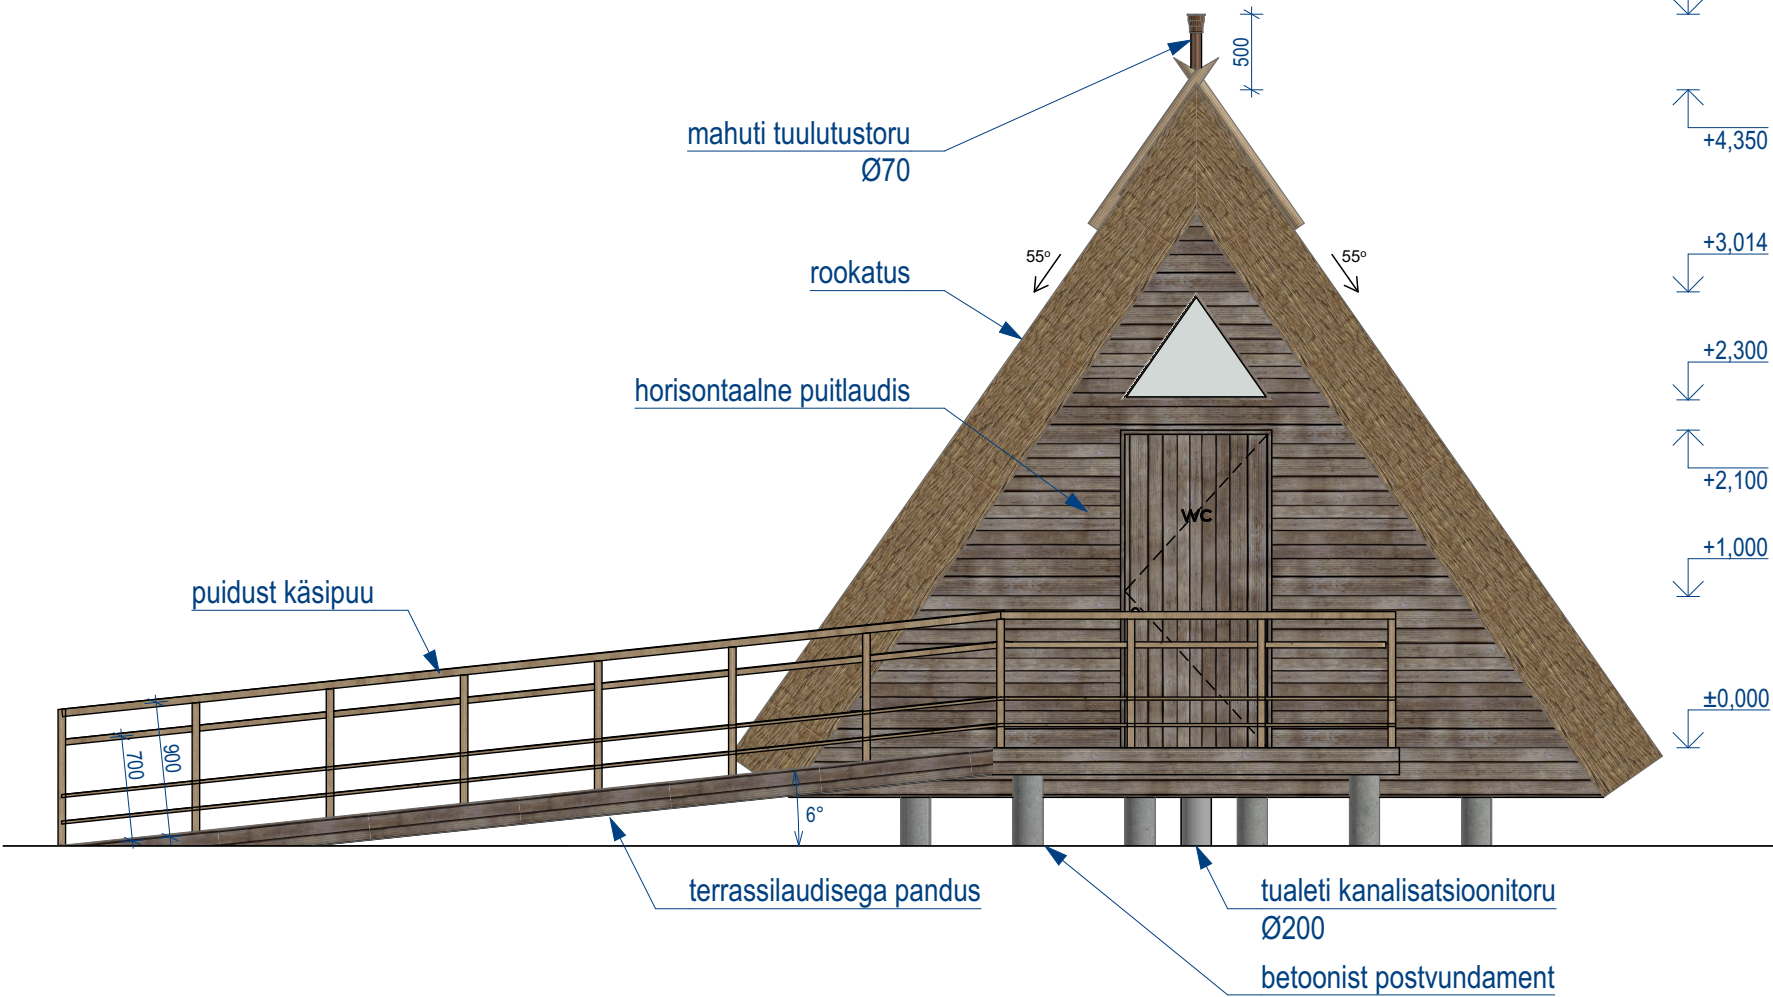 500
mahuti tuulutustoru
Ø70
+4,350
+3,014
55°
55°
rookatus
+2,300
horisontaalne puitlaudis
+2,100
WC
+1,000
puidust käsipuu
±0,000
700
900
6°
terrassilaudisega pandus
tualeti kanalisatsioonitoru
Ø200
betoonist postvundament